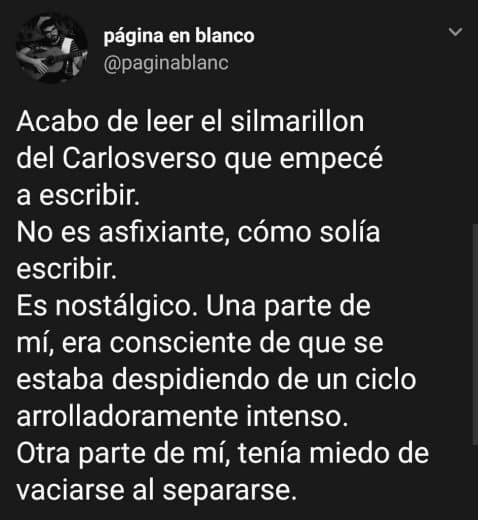 página en blanco
@paginablanc
Acabo de leer el silmarillon
del Carlosverso que empecé
a escribir.
No es asfixiante, cómo solía
escribir.
Es nostálgico. Una parte de
mí, era consciente de que se
estaba despidiendo de un ciclo
arrolladoramente intenso.
Otra parte de mí, tenía miedo de
vaciarse al separarse.